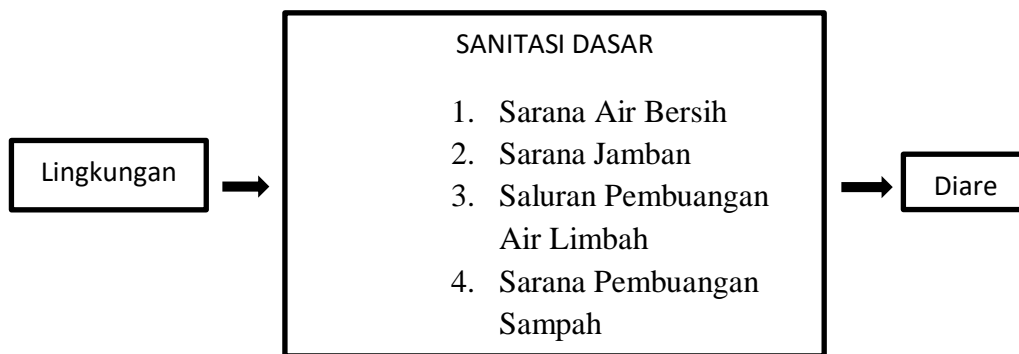 SANITASI DASAR
1. Sarana Air Bersih
2. Sarana Jamban
3. Saluran Pembuangan
Air Limbah
4. Sarana Pembuangan
Sampah
Lingkungan
Diare